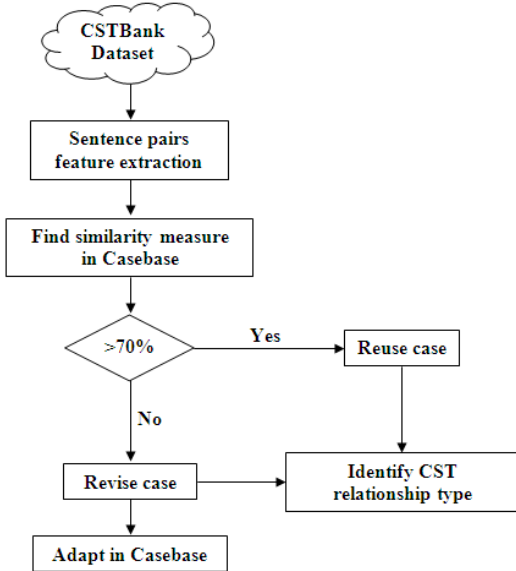 CSTBank
Dataset
Sentence pairs
feature extraction
Find similarity measure
in Casebase
>70%
Yes
Reuse case
No
Revise case
Identify CST
relationship type
Adapt in Casebase